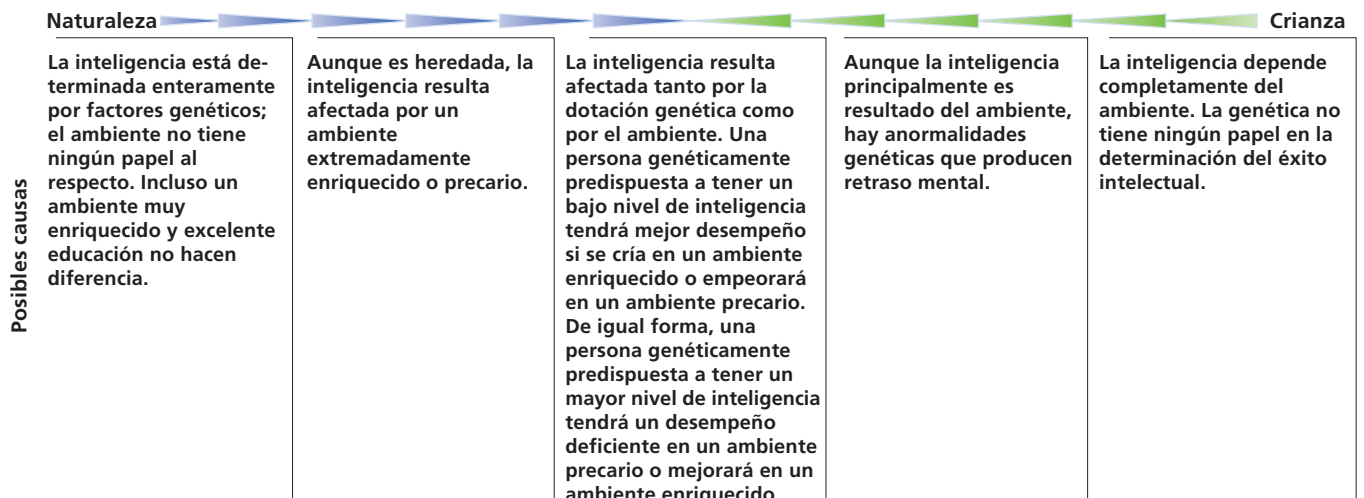 Naturaleza
Crianza
Posibles causas
La inteligencia está de-
terminada enteramente
por factores genéticos;
el ambiente no tiene
ningún papel al
respecto. Incluso un
ambiente muy
enriquecido y excelente
educación no hacen
diferencia.
Aunque es heredada, la
inteligencia resulta
afectada por un
ambiente
extremadamente
enriquecido o precario.
La inteligencia resulta
afectada tanto por la
dotación genética como
por el ambiente. Una
persona genéticamente
predispuesta a tener un
bajo nivel de inteligencia
tendrá mejor desempeño
si se cría en un ambiente
enriquecido o empeorará
en un ambiente precario.
De igual forma, una
persona genéticamente
predispuesta a tener un
mayor nivel de inteligencia
tendrá un desempeño
deficiente en un ambiente
precario o mejorará en un
ambiente enriquecido
Aunque la inteligencia
principalmente es
resultado del ambiente,
hay anormalidades
genéticas que producen
retraso mental.
La inteligencia depende
completamente del
ambiente. La genética no
tiene ningún papel en la
determinación del éxito
intelectual.